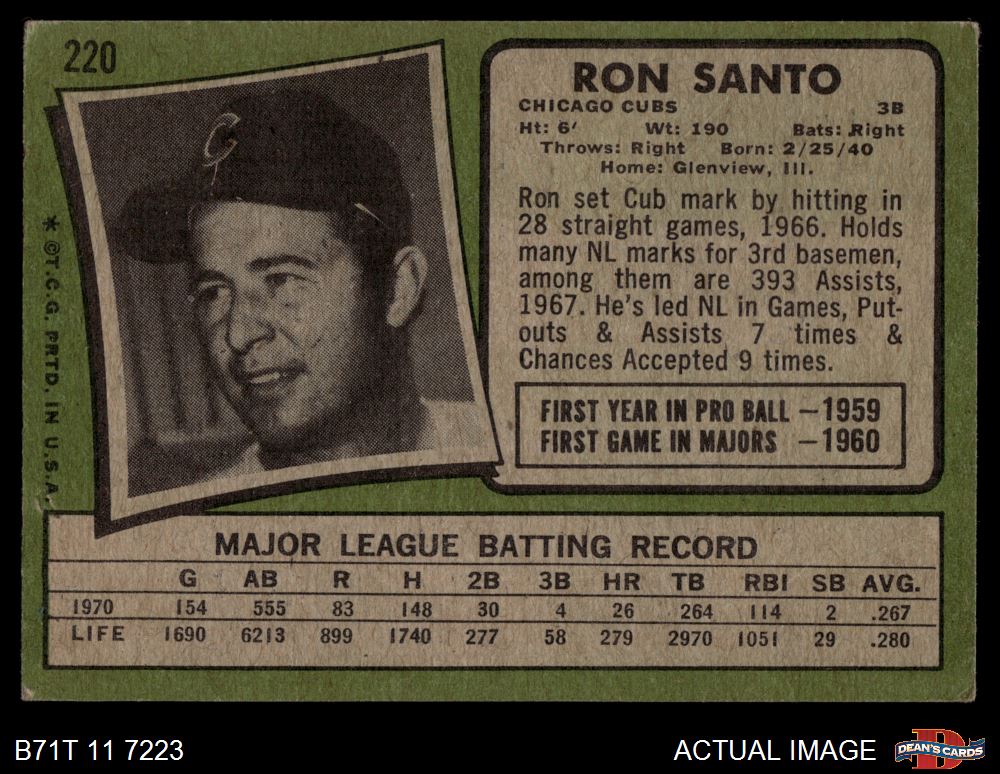 220
RON SANTO
CHICAGO CUBS 3B
Ht: 6' Wt: 190 Bats: Right
Throws: Right Born: 2/25/40
Home: Glenview, Ill.
Ron set Cub mark by hitting in
28 straight games, 1966. Holds
many NL marks for 3rd basemen,
among them are 393 Assists,
1967. He's led NL in Games, Put-
outs & Assists 7 times &
Chances Accepted 9 times.
FIRST YEAR IN PRO BALL —1959
FIRST GAME IN MAJORS —1960
* ©T.C.G. PRTD. IN U.S.A.
C
MAJOR LEAGUE BATTING RECORD
G AB R H 2B 3B HR TB RBI SB AVG.
1970 154 555 83 148 30 4 26 264 114 2 .267
LIFE 1690 6213 899 1740 277 58 279 2970 1051 29 .280
B71T 11 7223
ACTUAL IMAGE
DEAN'S CARDS